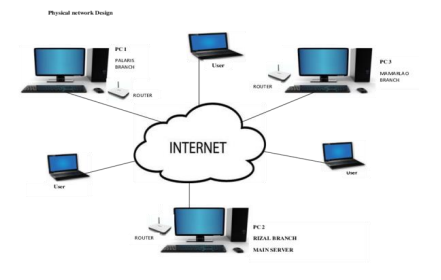 Physical network Design
PC 1
PALARIS
BRANCH
ROUTER
User
PC 3
MAMARLAO
BRANCH
ROUTER
INTERNET
User
User
ROUTER
PC 2
RIZAL BRANCH
MAIN SERVER